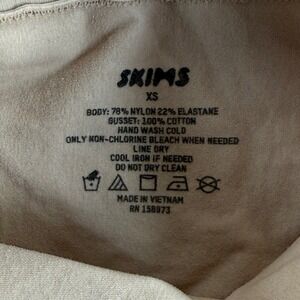 SKIMS
XS
BODY: 78% NYLON 22% ELASTANE
GUSSET: 100% COTTON
HAND WASH COLD
ONLY NON-CHLORINE BLEACH WHEN NEEDED
LINE DRY
COOL IRON IF NEEDED
DO NOT DRY CLEAN
MADE IN VIETNAM
RN 158973